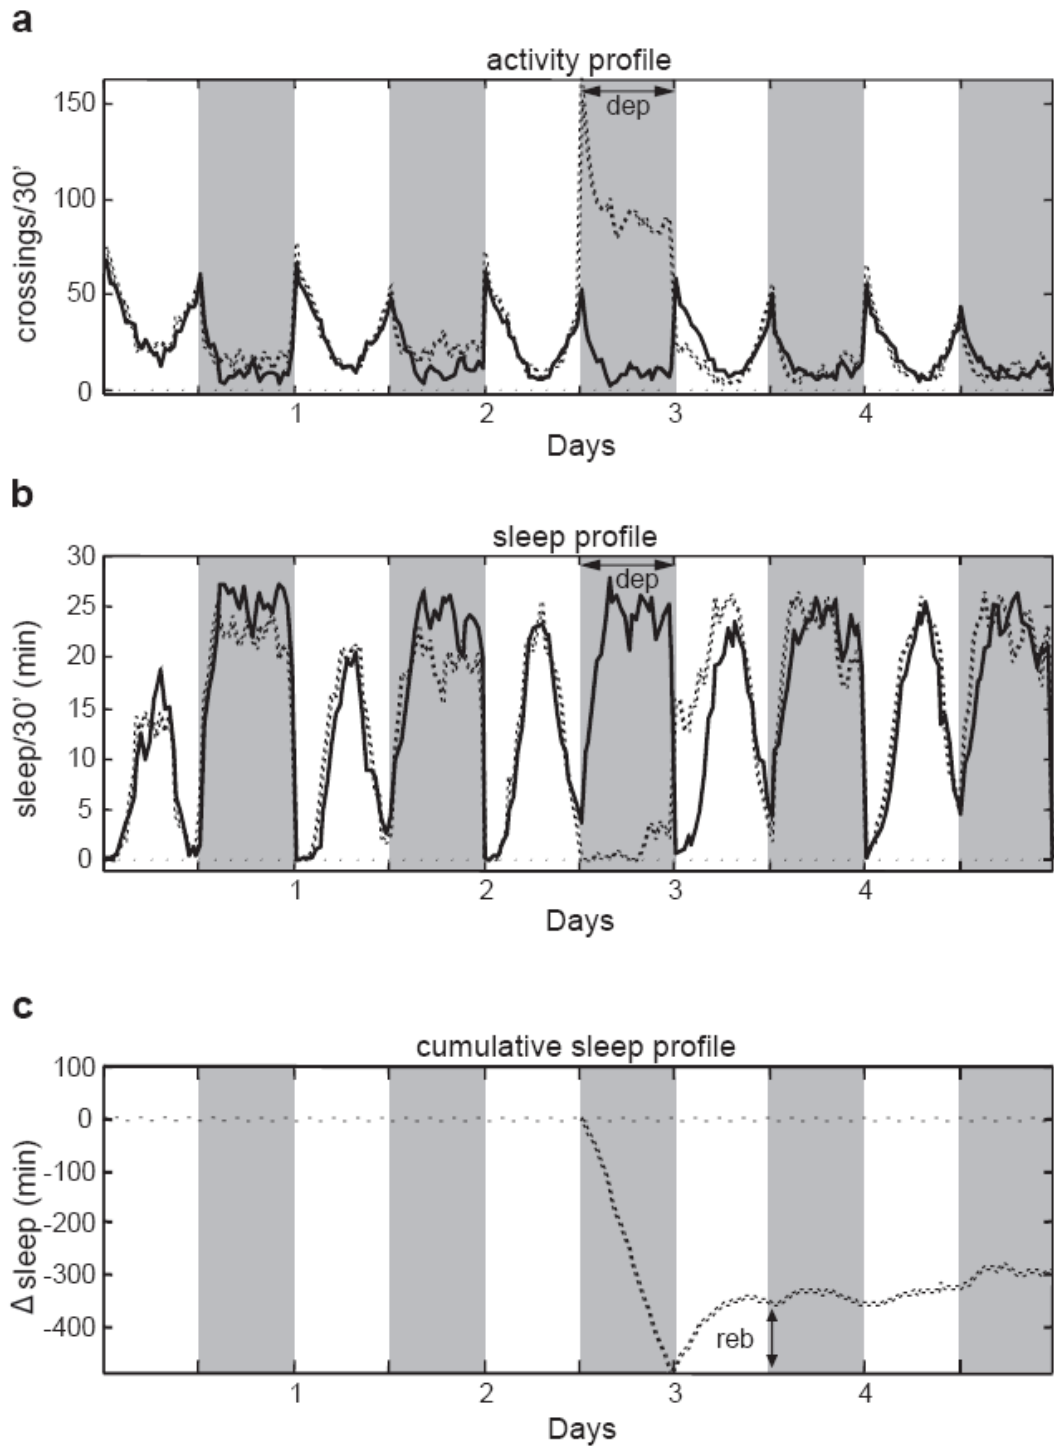 a
activity profile
150
100
50
0
crossings/30'
dep
1 2 3 4
Days
b
sleep profile
30
25
20
15
10
5
0
sleep/30' (min)
dep
1 2 3 4
Days
c
cumulative sleep profile
100
0
-100
-200
-300
-400
Δ sleep (min)
reb
1 2 3 4
Days